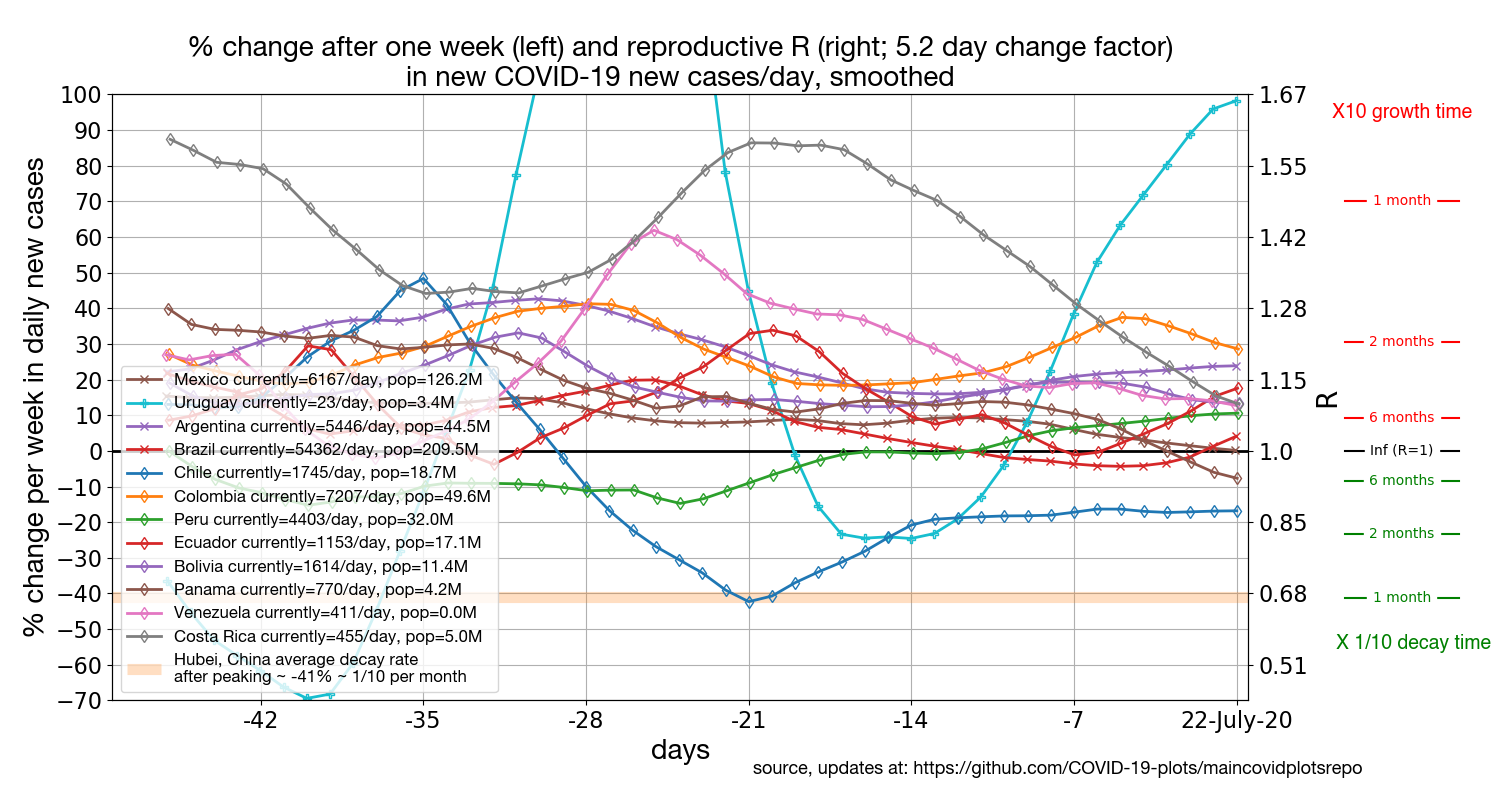 % change after one week (left) and reproductive R (right; 5.2 day change factor)
in new COVID-19 new cases/day, smoothed
% change per week in daily new cases
100
90
80
70
60
50
40
30
20
10
0
−10
−20
−30
−40
−50
−60
−70
Mexico currently=6167/day, pop=126.2M
Uruguay currently=23/day, pop=3.4M
Argentina currently=5446/day, pop=44.5M
Brazil currently=54362/day, pop=209.5M
Chile currently=1745/day, pop=18.7M
Colombia currently=7207/day, pop=49.6M
Peru currently=4403/day, pop=32.0M
Ecuador currently=1153/day, pop=17.1M
Bolivia currently=1614/day, pop=11.4M
Panama currently=770/day, pop=4.2M
Venezuela currently=411/day, pop=0.0M
Costa Rica currently=455/day, pop=5.0M
Hubei, China average decay rate
after peaking ~ -41% ~ 1/10 per month
-42
-35
-28
-21
-14
-7
22-July-20
days
1.67
1.55
1.42
1.28
1.15
1.0
0.85
0.68
0.51
R
X10 growth time
1 month
2 months
6 months
Inf (R=1)
6 months
2 months
1 month
X 1/10 decay time
source, updates at: https://github.com/COVID-19-plots/maincovidplotsrepo